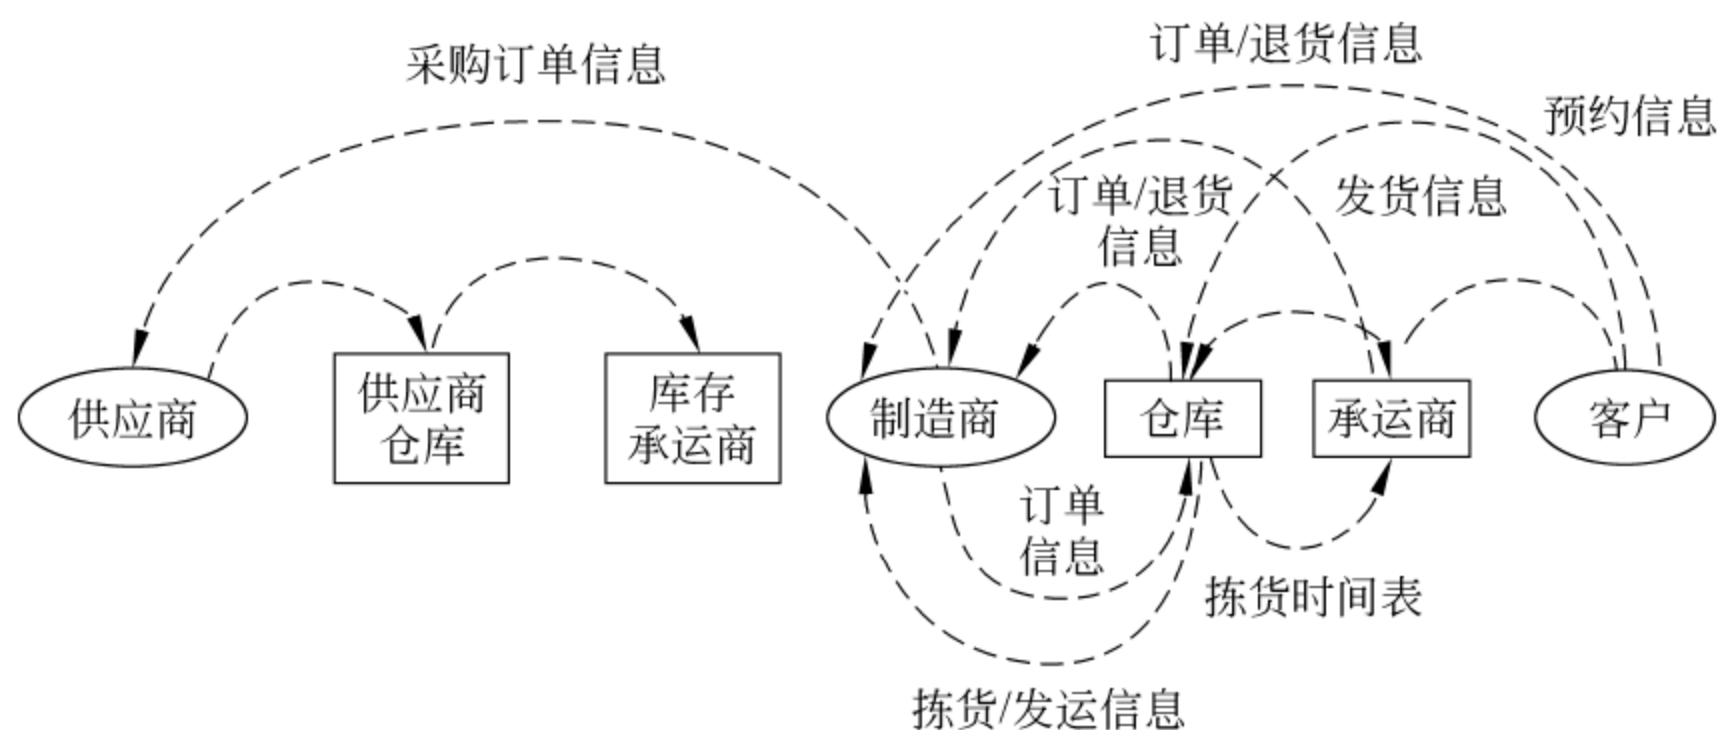 订单/退货信息
采购订单信息
预约信息
订单/退货
信息
发货信息
供应商
供应商
仓库
库存
承运商
制造商
仓库
承运商
客户
订单
信息
拣货时间表
拣货/发运信息